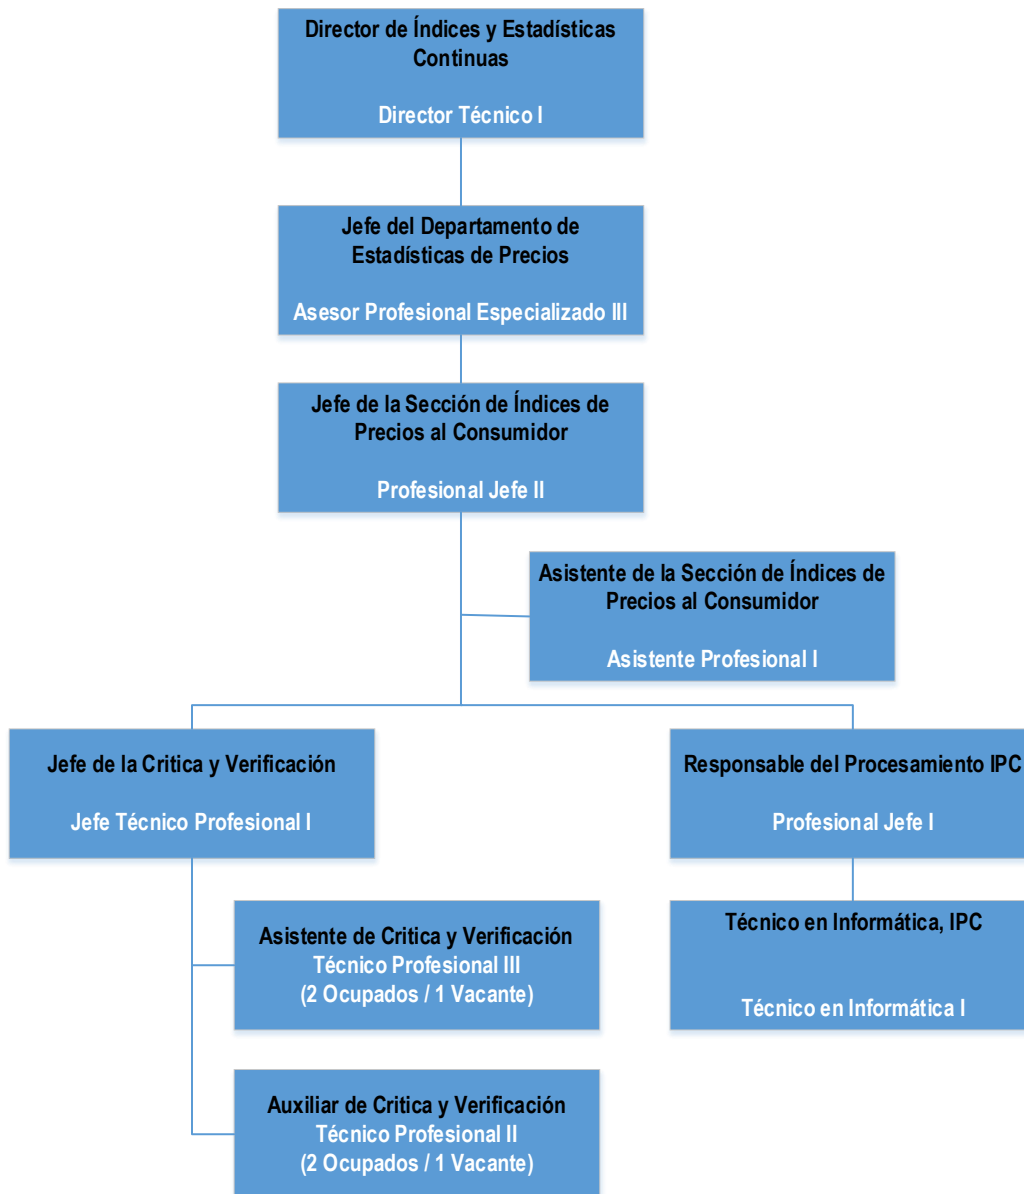 Director de Índices y Estadísticas
Continuas
Director Técnico I
Jefe del Departamento de
Estadísticas de Precios
Asesor Profesional Especializado III
Jefe de la Sección de Índices de
Precios al Consumidor
Profesional Jefe II
Asistente de la Sección de Índices de
Precios al Consumidor
Asistente Profesional I
Jefe de la Critica y Verificación
Jefe Técnico Profesional I
Responsable del Procesamiento IPC
Profesional Jefe I
Asistente de Critica y Verificación
Técnico Profesional III
(2 Ocupados / 1 Vacante)
Técnico en Informática, IPC
Técnico en Informática I
Auxiliar de Critica y Verificación
Técnico Profesional II
(2 Ocupados / 1 Vacante)